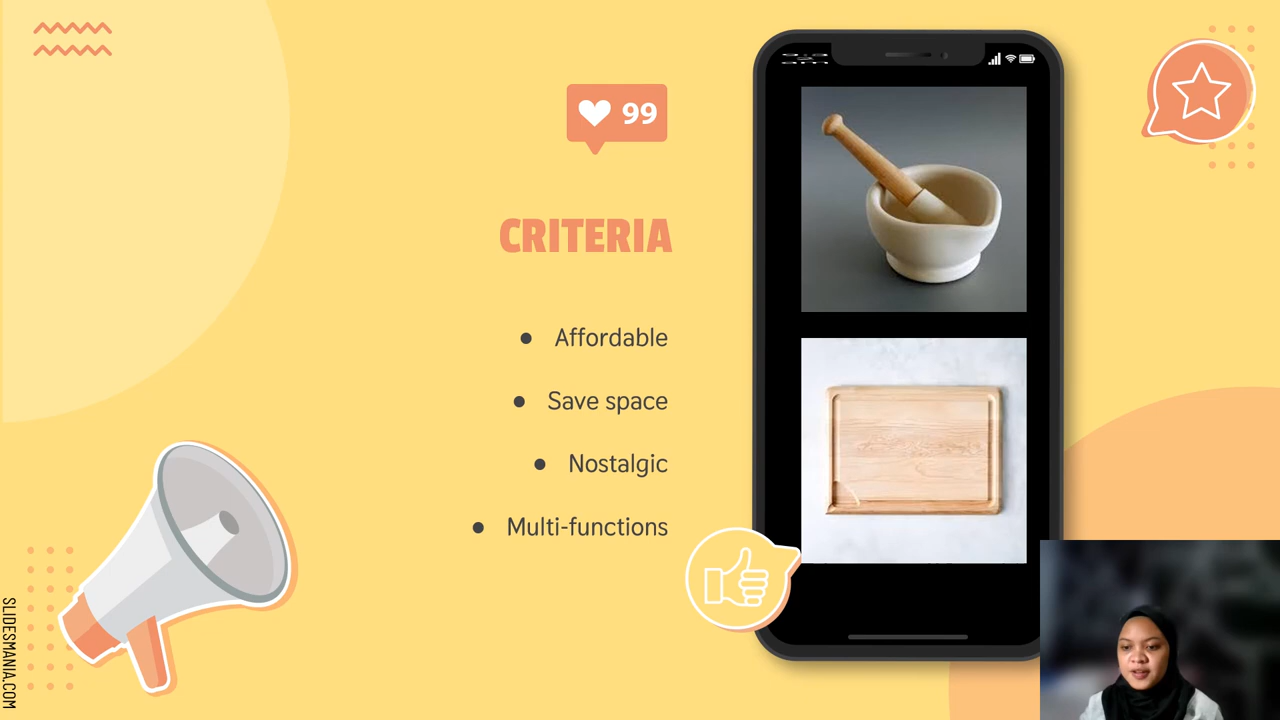 99
CRITERIA
● Affordable
● Save space
● Nostalgic
● Multi-functions
SLIDESMANIA.COM